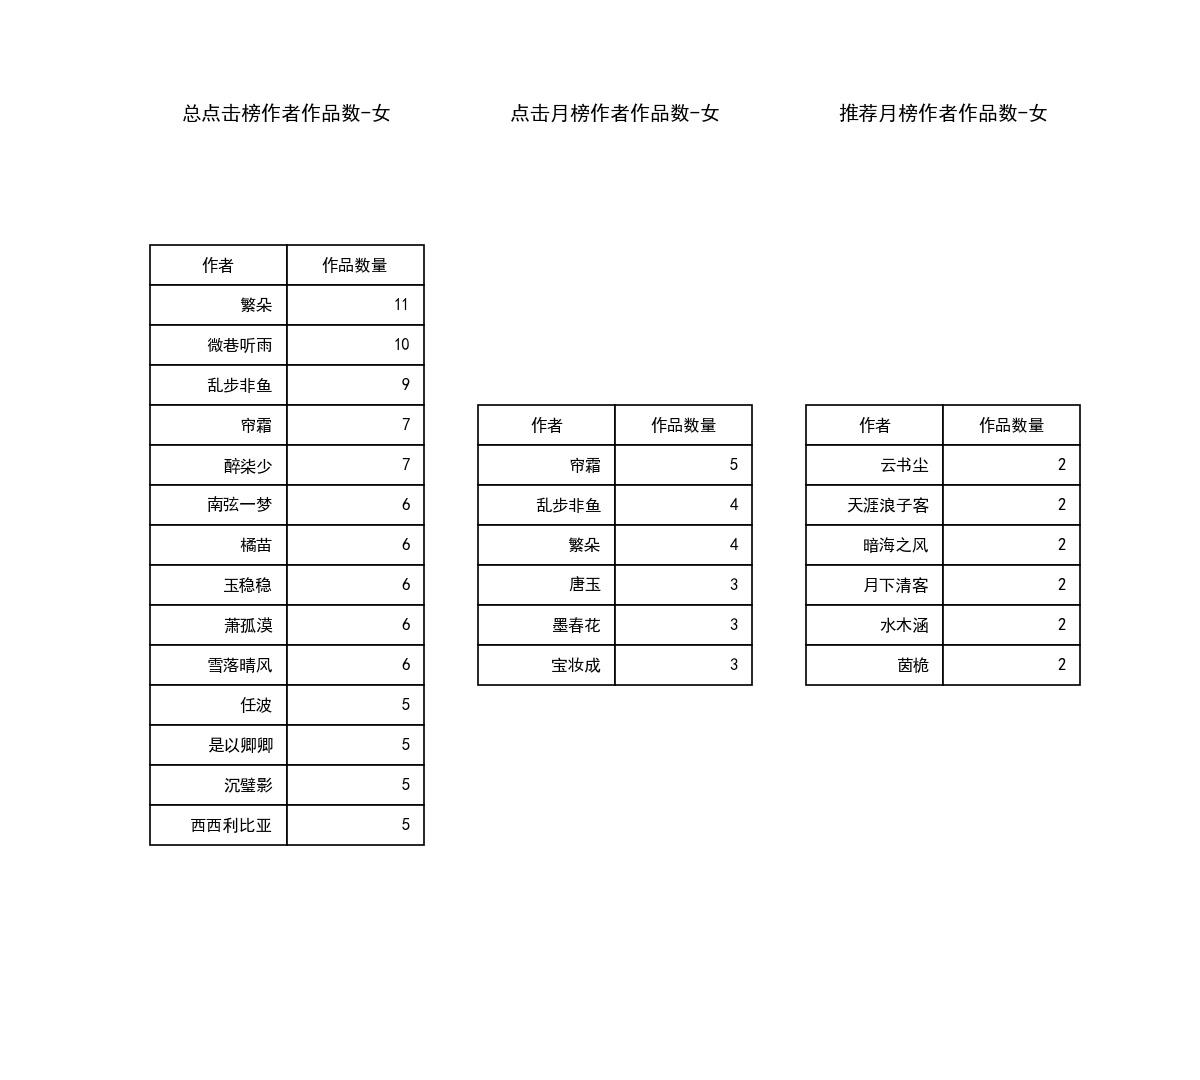 总点击榜作者作品数-女
作者 作品数量
繁朵 11
微巷听雨 10
乱步非鱼 9
帘霜 7
醉柒少 7
南弦一梦 6
橘苗 6
玉稳稳 6
萧孤漠 6
雪落晴风 6
任波 5
是以卿卿 5
沉璧影 5
西西利比亚 5
点击月榜作者作品数-女
作者 作品数量
帘霜 5
乱步非鱼 4
繁朵 4
唐玉 3
墨春花 3
宝妆成 3
推荐月榜作者作品数-女
作者 作品数量
云书尘 2
天涯浪子客 2
暗海之风 2
月下清客 2
水木涵 2
茵桅 2